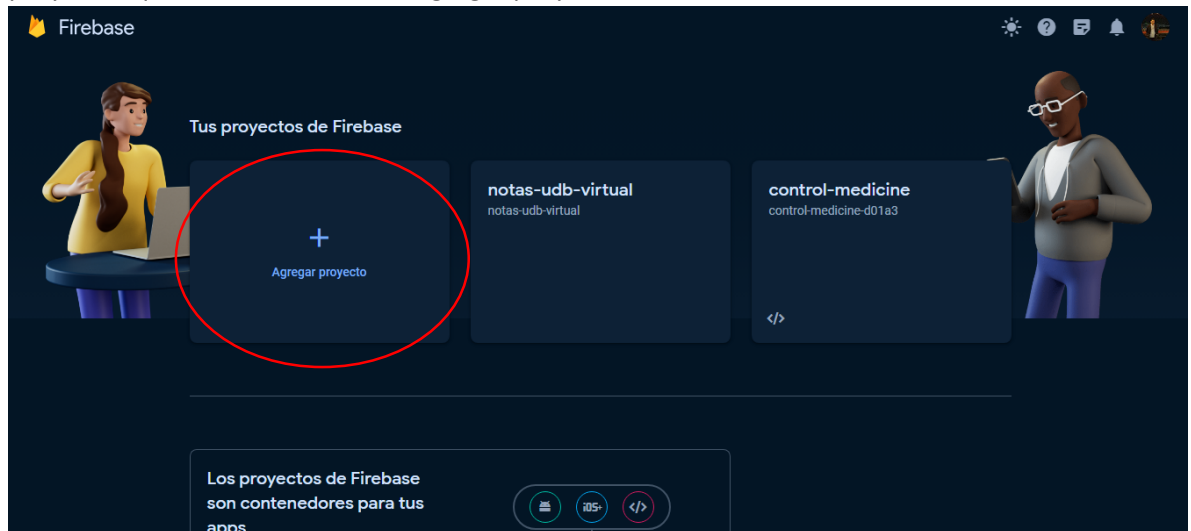 Firebase
Tus proyectos de Firebase
+
Agregar proyecto
notas-udb-virtual
notas-udb-virtual
control-medicine
control-medicine-d01a3
</>
Los proyectos de Firebase
son contenedores para tus
apps
iOS+
</>